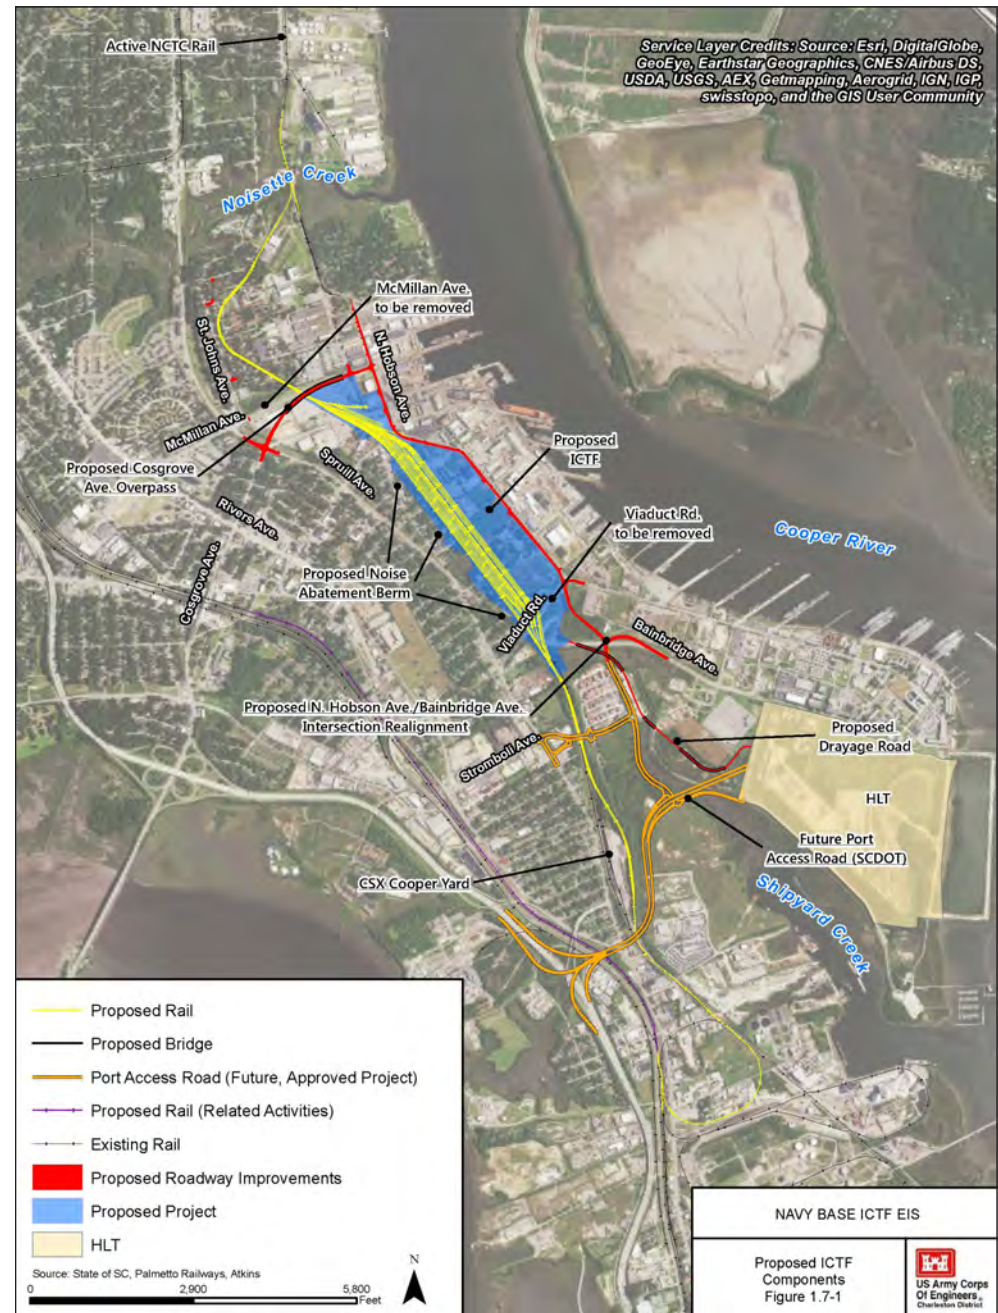 Active NCTC Rail
Service Layer Credits: Source: Esri, DigitalGlobe,
GeoEye, Earthstar Geographics, CNES/Airbus DS,
USDA, USGS, AEX, Getmapping, Aerogrid, IGN, IGP,
swisstopo, and the GIS User Community
Noisette Creek
McMillan Ave.
to be removed
St. Johns Ave.
N. Hobson Ave.
McMillan Ave.
Proposed Cosgrove
Ave. Overpass
Spruill Ave.
Proposed
ICTF
Rivers Ave.
Viaduct Rd.
to be removed
Cooper River
Cosgrove Ave.
Proposed Noise
Abatement Berm
Viaduct Rd.
Bainbridge Ave.
Proposed N. Hobson Ave./Bainbridge Ave.
Intersection Realignment
Proposed
Drayage Road
Stromboli Ave.
HLT
Future Port
Access Road (SCDOT)
CSX Cooper Yard
Shipyard Creek
Proposed Rail
Proposed Bridge
Port Access Road (Future, Approved Project)
Proposed Rail (Related Activities)
Existing Rail
Proposed Roadway Improvements
Proposed Project
HLT
Source: State of SC, Palmetto Railways, Atkins
0 2,900 5,800
Feet
N
NAVY BASE ICTF EIS
Proposed ICTF
Components
Figure 1.7-1
US Army Corps
Of Engineers®
Charleston District